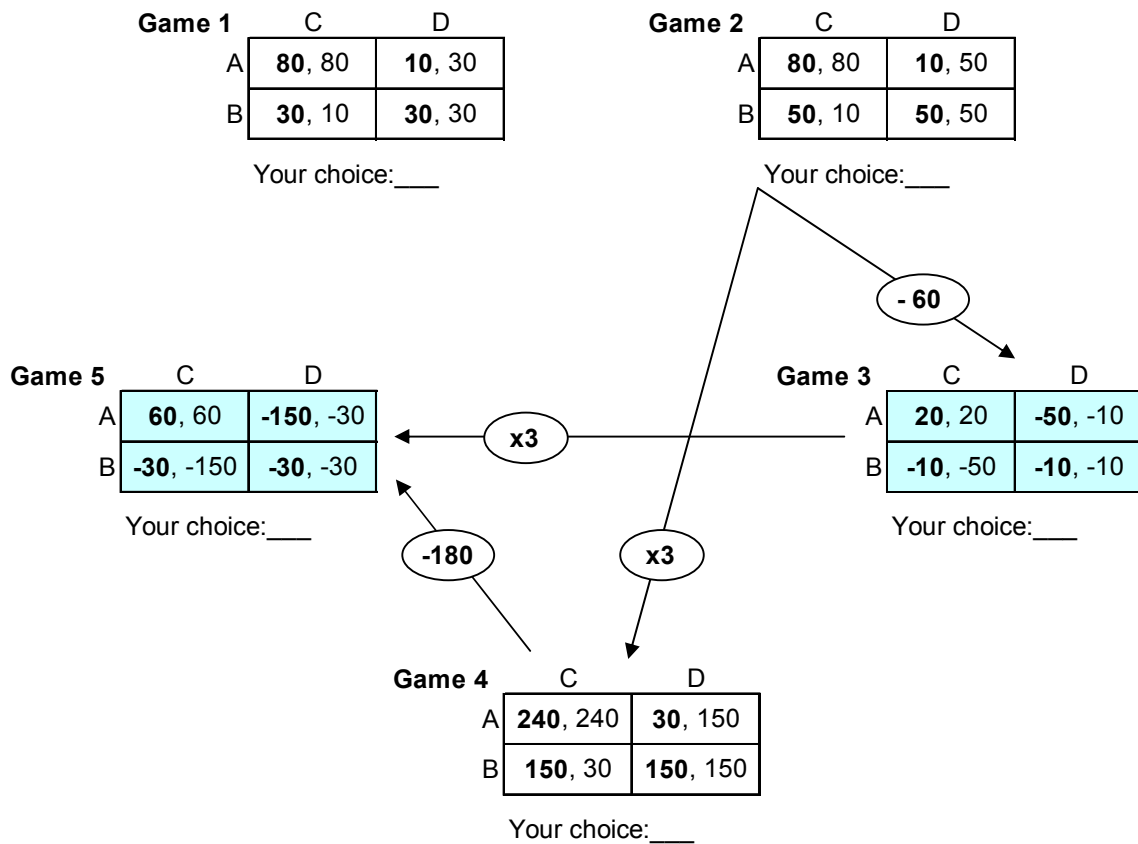 Game 1 C D Game 2 C D
A 80, 80 10, 30 A 80, 80 10, 50
B 30, 10 30, 30 B 50, 10 50, 50
Your choice:___ Your choice:___
- 60
Game 5 C D Game 3 C D
A 60, 60 -150, -30 x3 A 20, 20 -50, -10
B -30, -150 -30, -30 B -10, -50 -10, -10
Your choice:___ Your choice:___
-180 x3
Game 4 C D
A 240, 240 30, 150
B 150, 30 150, 150
Your choice:___